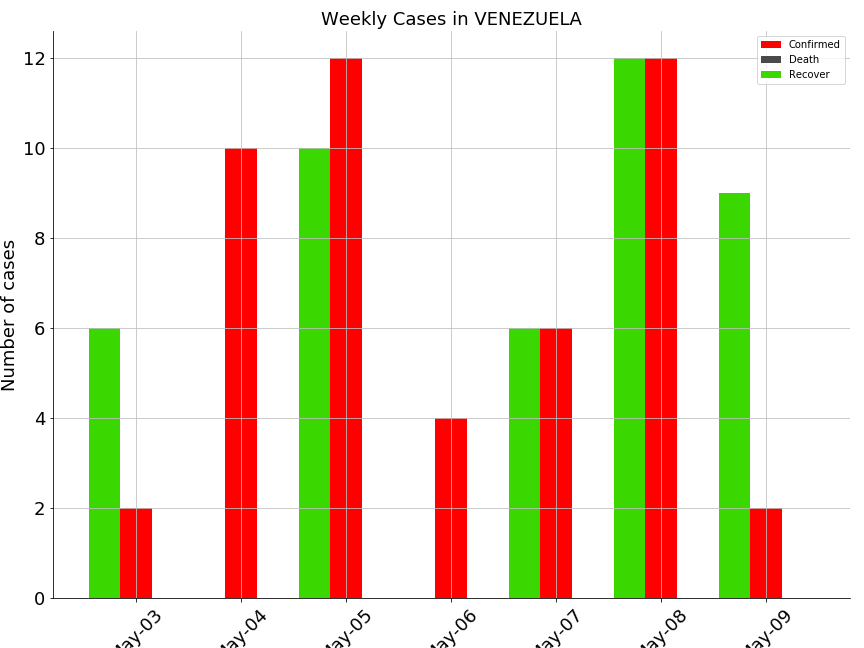 Weekly Cases in VENEZUELA
Confirmed
Death
Recover
Number of cases
12
10
8
6
4
2
0
May-03
May-04
May-05
May-06
May-07
May-08
May-09